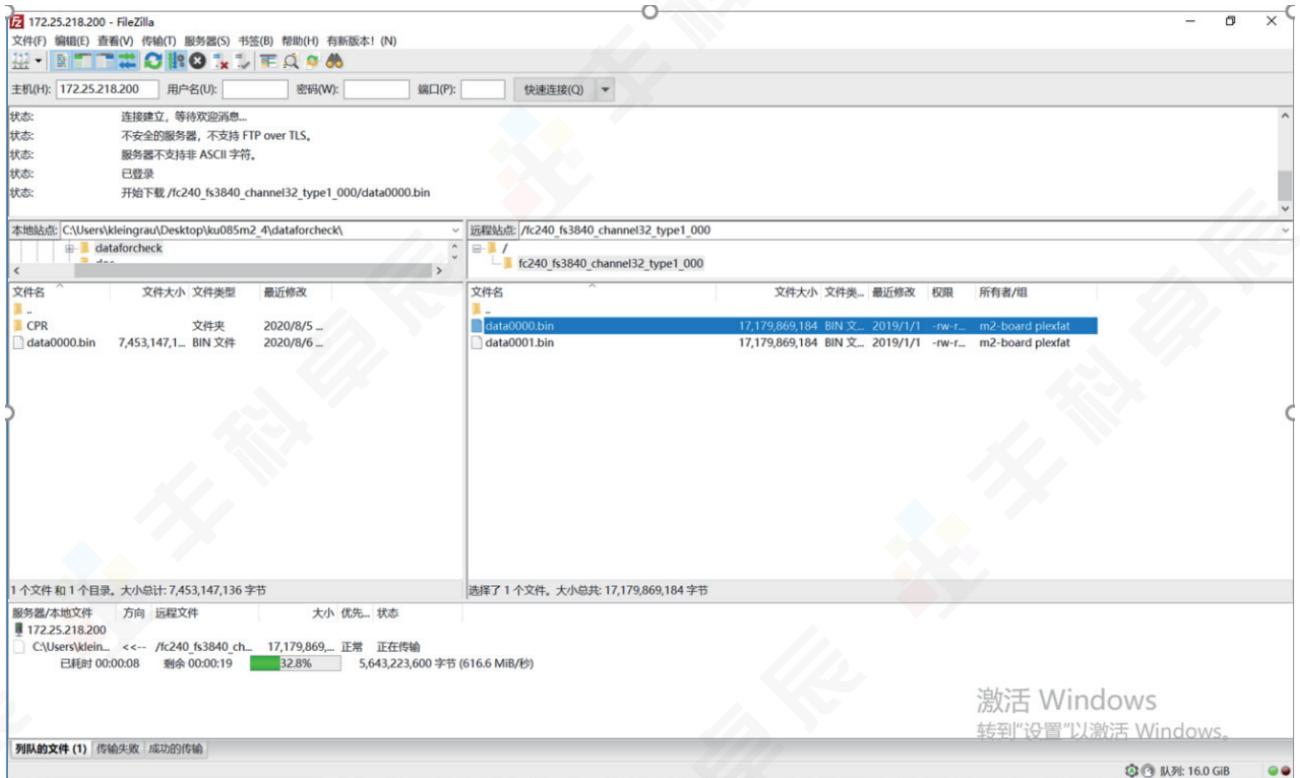 172.25.218.200 - FileZilla
文件(F) 编辑(E) 查看(V) 传输(T) 服务器(S) 书签(B) 帮助(H) 有新版本! (N)
主机(H): 172.25.218.200 用户名(U): 密码(W): 端口(P): 快速连接(Q)
状态: 连接建立，等待欢迎消息...
状态: 不安全的服务器，不支持 FTP over TLS。
状态: 服务器不支持非 ASCII 字符。
状态: 已登录
状态: 开始下载 /fc240_fs3840_channel32_type1_000/data0000.bin
本地站点: C:\Users\kleingrau\Desktop\ku085m2_4\dataforcheck\
dataforcheck
远程站点: /fc240_fs3840_channel32_type1_000
/
fc240_fs3840_channel32_type1_000
文件名 文件大小 文件类型 最近修改
..
CPR 文件夹 2020/8/5 ...
data0000.bin 7,453,147,1... BIN 文件 2020/8/6 ...
1 个文件 和 1 个目录。大小总计: 7,453,147,136 字节
文件名 文件大小 文件类... 最近修改 权限 所有者/组
..
data0000.bin 17,179,869,184 BIN 文... 2019/1/1 -rw-r... m2-board plexfat
data0001.bin 17,179,869,184 BIN 文... 2019/1/1 -rw-r... m2-board plexfat
选择了 1 个文件。大小总共: 17,179,869,184 字节
服务器/本地文件 方向 远程文件 大小 优先... 状态
172.25.218.200
C:\Users\klein... <<-- /fc240_fs3840_ch... 17,179,869,... 正常 正在传输
已耗时 00:00:08 剩余 00:00:19 32.8% 5,643,223,600 字节 (616.6 MiB/秒)
激活 Windows
转到"设置"以激活 Windows。
列队的文件 (1) 传输失败 成功的传输
队列: 16.0 GiB
丰科卓辰